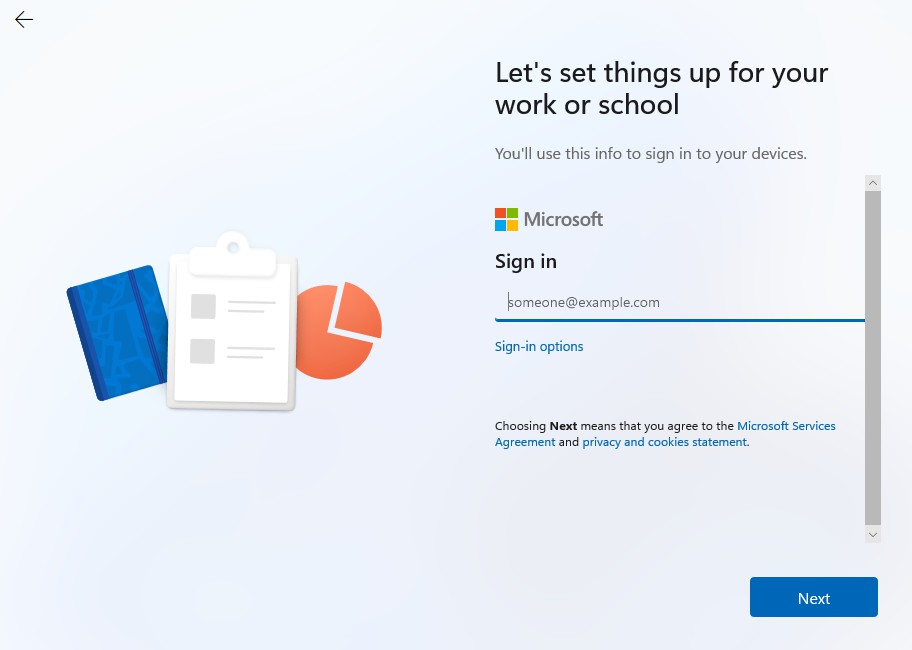 Let's set things up for your
work or school
You'll use this info to sign in to your devices.
Microsoft
Sign in
someone@example.com
Sign-in options
Choosing Next means that you agree to the Microsoft Services
Agreement and privacy and cookies statement.
Next